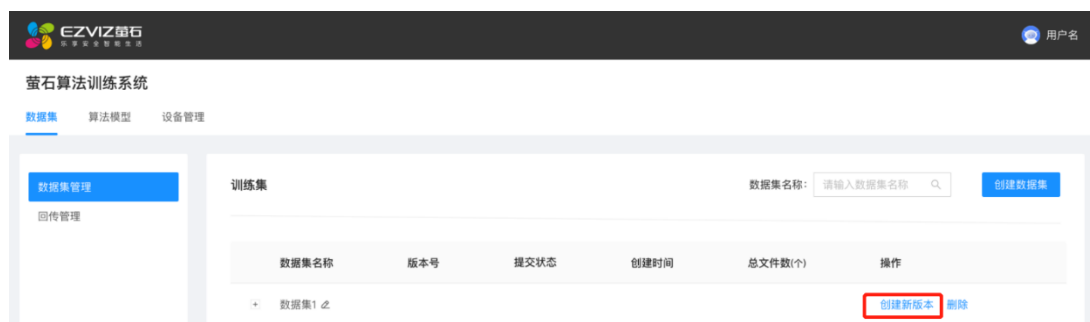 EZVIZ萤石
乐享安全智能生活
用户名
萤石算法训练系统
数据集 算法模型 设备管理
数据集管理
回传管理
训练集 数据集名称: 请输入数据集名称 创建数据集
数据集名称 版本号 提交状态 创建时间 总文件数(个) 操作
数据集1 创建新版本 删除